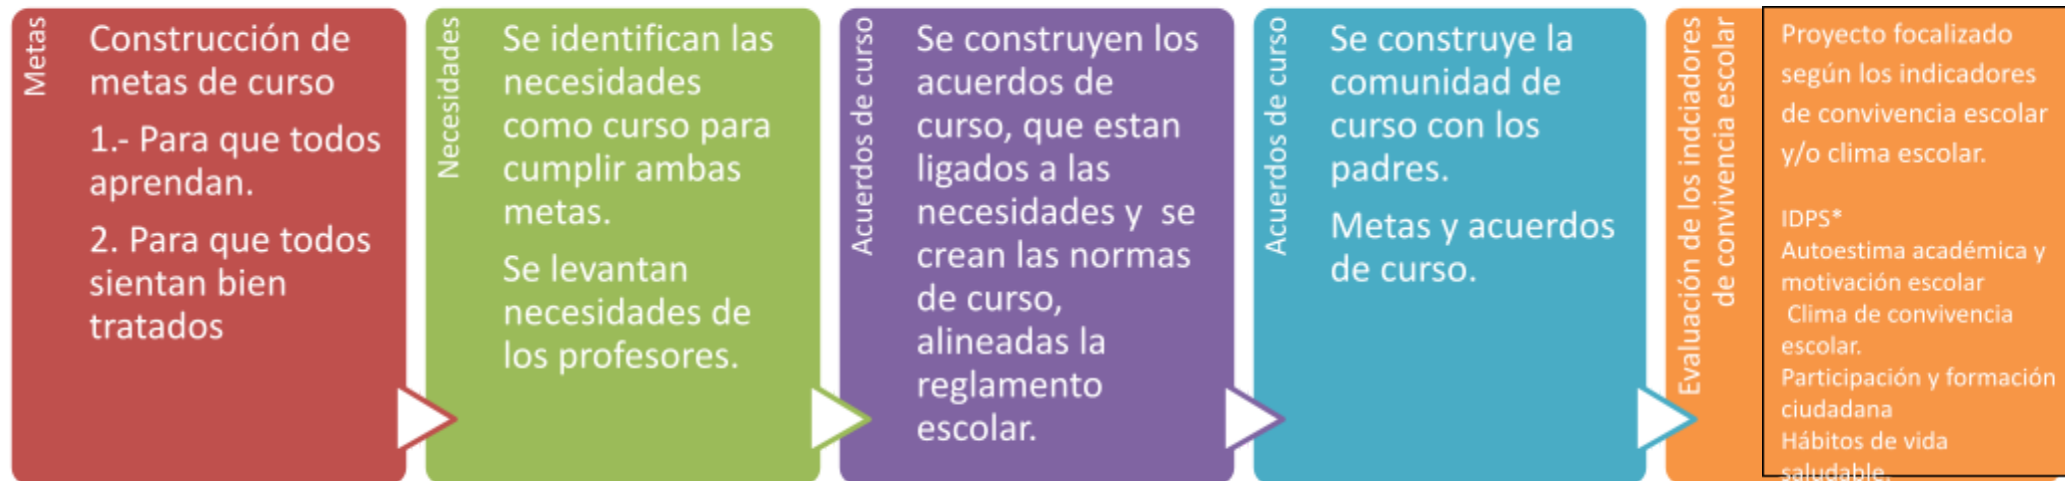 Metas
Construcción de
metas de curso
1.- Para que todos
aprendan.
2. Para que todos
sientan bien
tratados
Necesidades
Se identifican las
necesidades
como curso para
cumplir ambas
metas.
Se levantan
necesidades de
los profesores.
Acuerdos de curso
Se construyen los
acuerdos de
curso, que estan
ligados a las
necesidades y se
crean las normas
de curso,
alineadas la
reglamento
escolar.
Acuerdos de curso
Se construye la
comunidad de
curso con los
padres.
Metas y acuerdos
de curso.
Evaluación de los indciadores
de convivencia escolar
Proyecto focalizado
según los indicadores
de convivencia escolar
y/o clima escolar.
IDPS*
Autoestima académica y
motivación escolar
Clima de convivencia
escolar.
Participación y formación
ciudadana
Hábitos de vida
saludable.